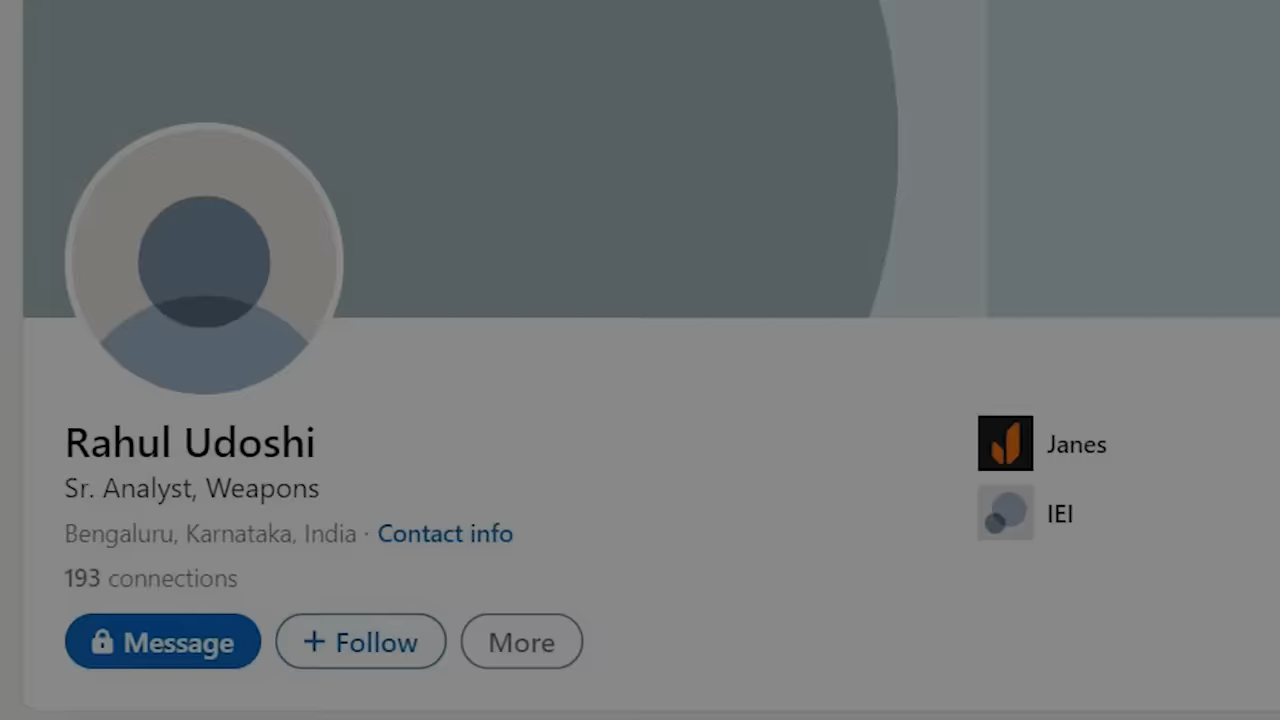 Rahul Udoshi
Sr. Analyst, Weapons
Bengaluru, Karnataka, India · Contact info
193 connections
Message + Follow More
Janes
IEI